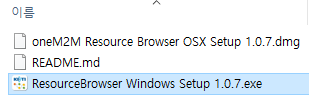 이름
oneM2M Resource Browser OSX Setup 1.0.7.dmg
README.md
ResourceBrowser Windows Setup 1.0.7.exe